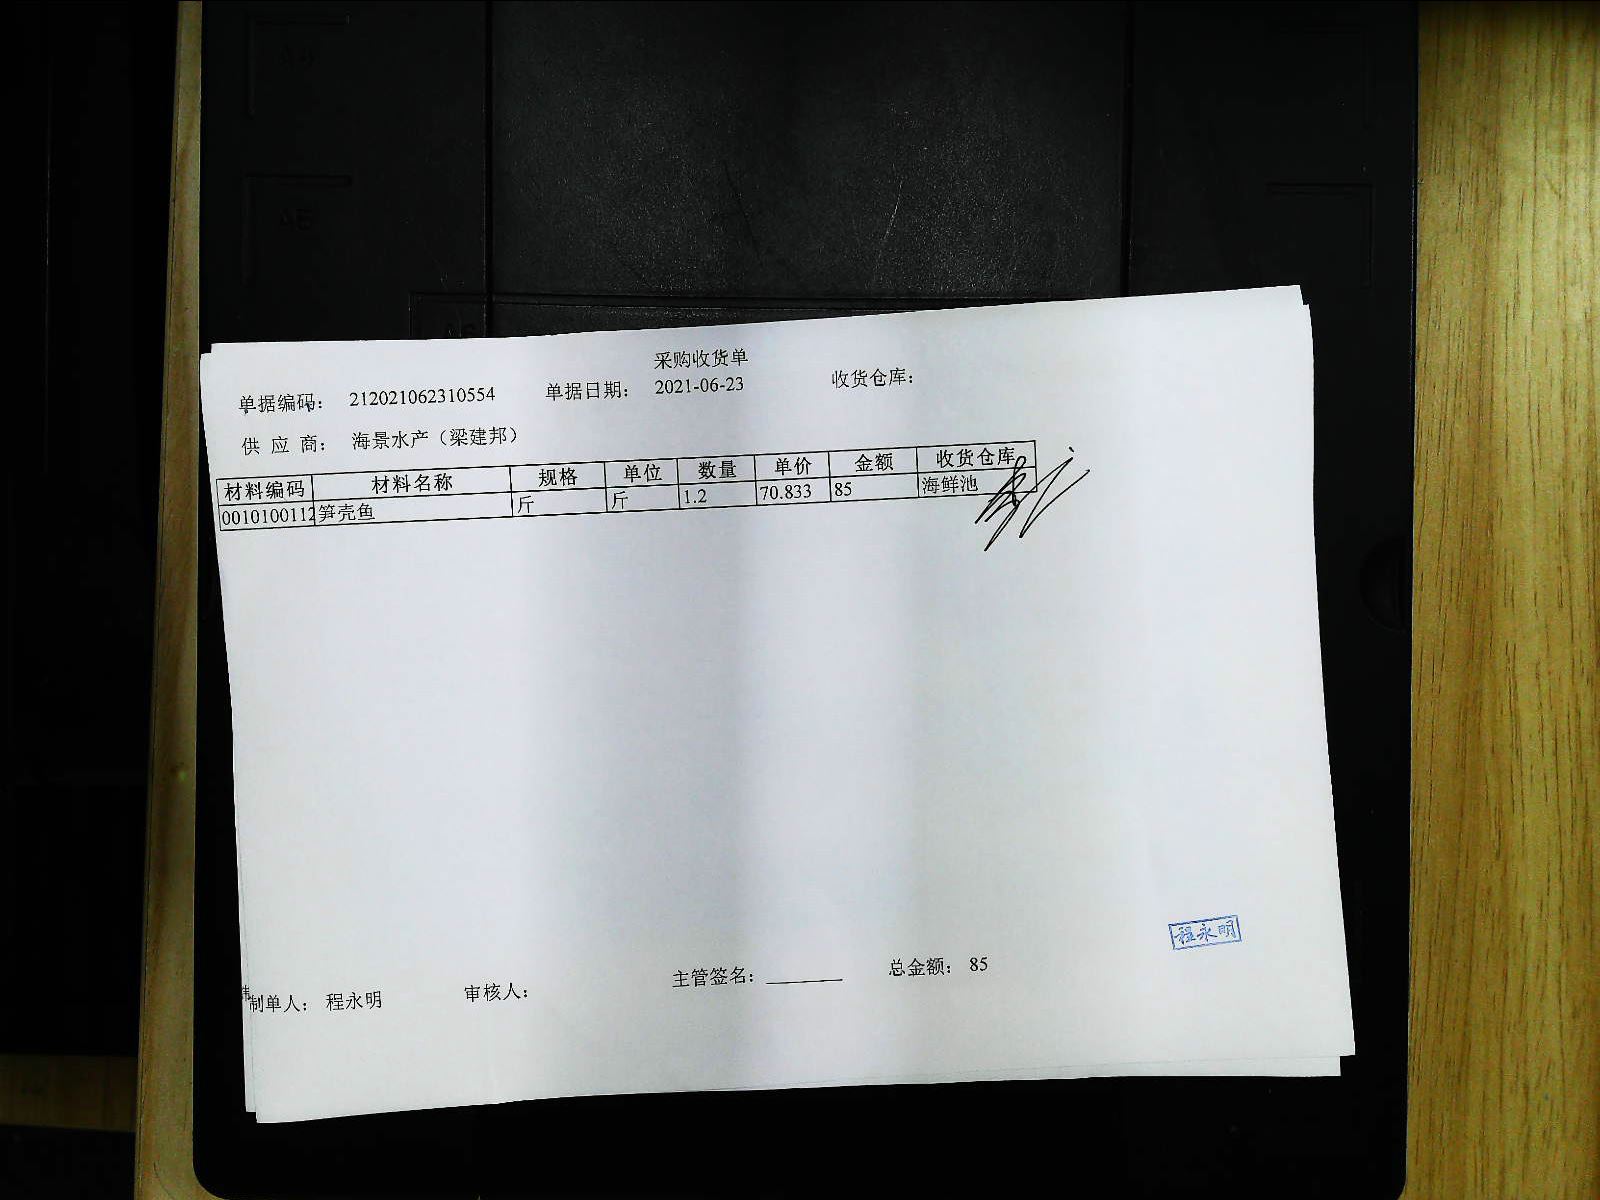 采购收货单
单据编码： 212021062310554 单据日期： 2021-06-23 收货仓库：
供 应 商： 海景水产（梁建邦）
材料编码 材料名称 规格 单位 数量 单价 金额 收货仓库
0010100112 笋壳鱼 斤 斤 1.2 70.833 85 海鲜池
程永明
制单人： 程永明 审核人： 主管签名： 总金额： 85